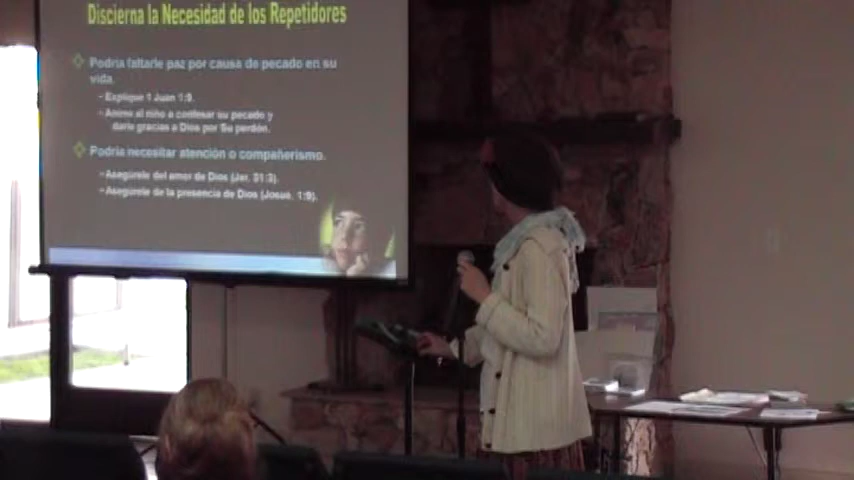 Discierna la Necesidad de los Repetidores
Podría faltarle paz por causa de pecado en su
vida.
- Explique 1 Juan 1:9.
- Anime al niño a confesar su pecado y
darle gracias a Dios por Su perdón.
Podría necesitar atención o compañerismo.
- Asegúrele del amor de Dios (Jer. 31:3).
- Asegúrele de la presencia de Dios (Josué. 1:9).